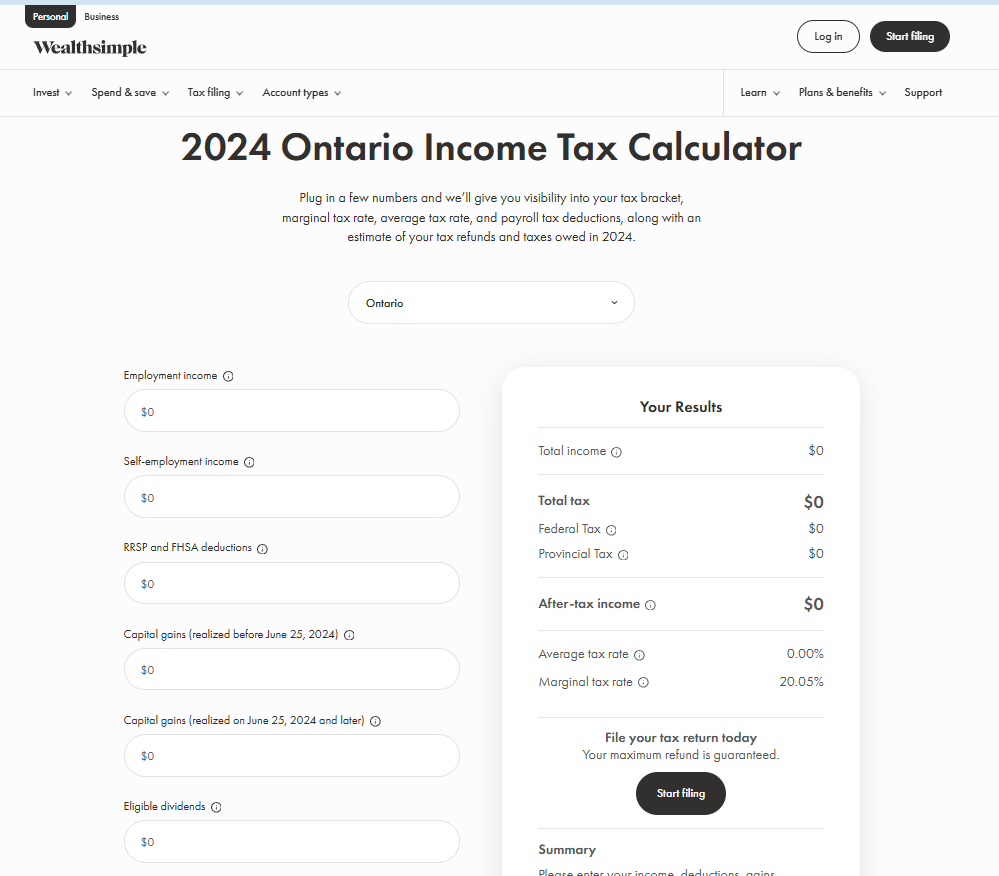 Personal Business
Wealthsimple
Log in Start filing
Invest Spend & save Tax filing Account types Learn Plans & benefits Support
2024 Ontario Income Tax Calculator
Plug in a few numbers and we’ll give you visibility into your tax bracket,
marginal tax rate, average tax rate, and payroll tax deductions, along with an
estimate of your tax refunds and taxes owed in 2024.
Ontario
Employment income
$0
Self-employment income
$0
RRSP and FHSA deductions
$0
Capital gains (realized before June 25, 2024)
$0
Capital gains (realized on June 25, 2024 and later)
$0
Eligible dividends
$0
Your Results
Total income $0
Total tax $0
Federal Tax $0
Provincial Tax $0
After-tax income $0
Average tax rate 0.00%
Marginal tax rate 20.05%
File your tax return today
Your maximum refund is guaranteed.
Start filing
Summary
Please enter your income, deductions, gains,